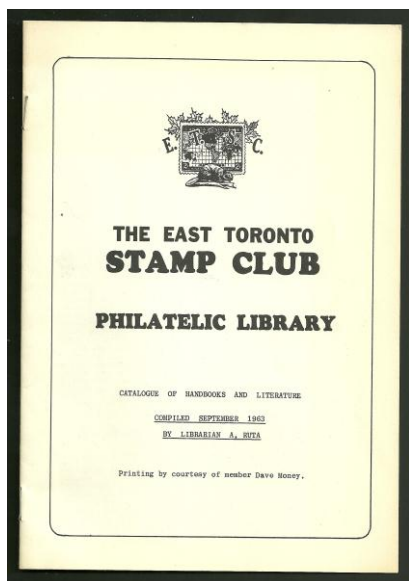 E. T. S. C.
THE EAST TORONTO
STAMP CLUB
PHILATELIC LIBRARY
CATALOGUE OF HANDBOOKS AND LITERATURE
COMPILED SEPTEMBER 1963
BY LIBRARIAN A. RUTA
Printing by courtesy of member Dave Money.